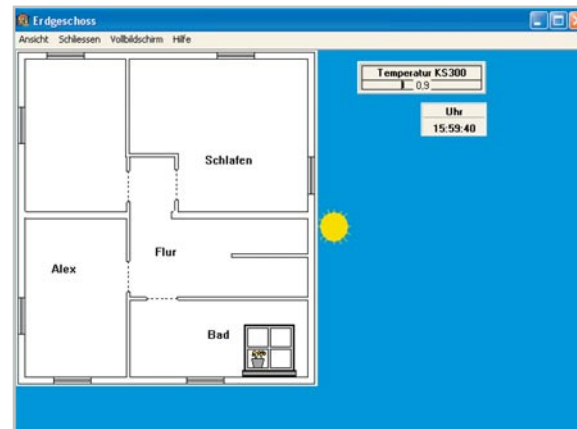 Erdgeschoss
Ansicht Schliessen Vollbildschirm Hilfe
Temperatur KS300
0,9
Uhr
15:59:40
Schlafen
Flur
Alex
Bad